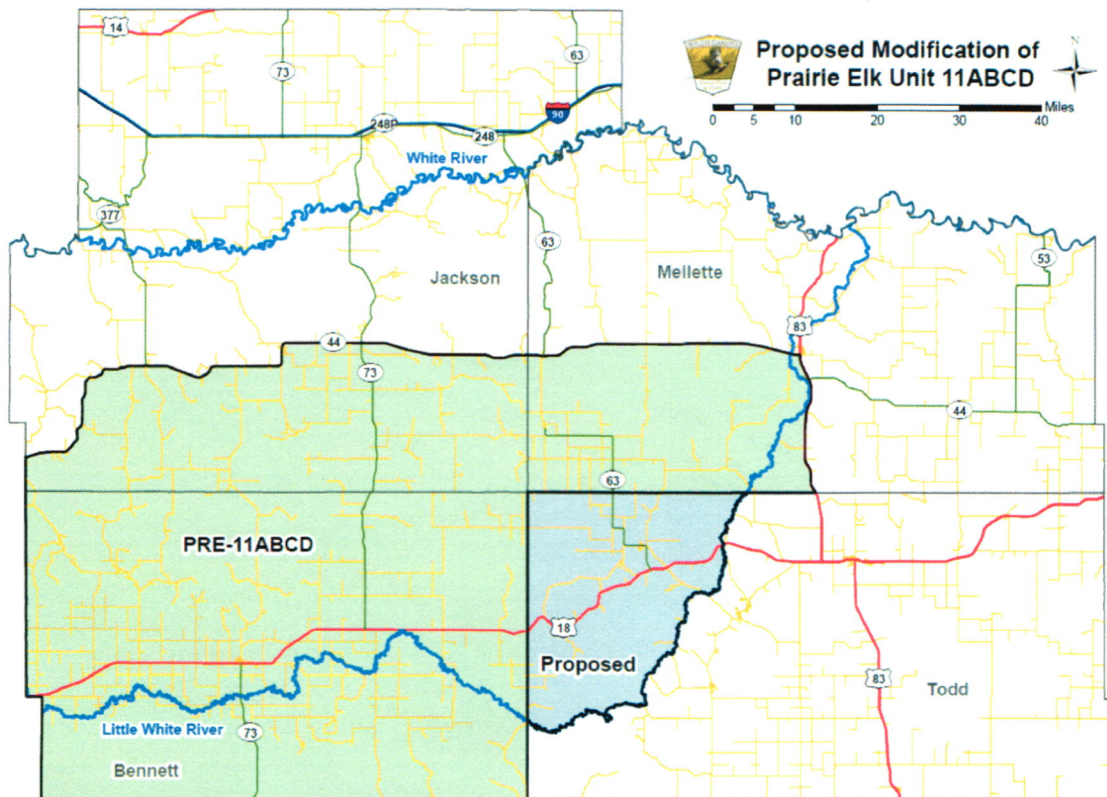 Proposed Modification of
Prairie Elk Unit 11ABCD
N
Miles
0 5 10 20 30 40
14
73
63
90
248P
248
White River
377
63
53
Jackson
Mellette
83
44
73
44
63
PRE-11ABCD
18
Proposed
83
Todd
Little White River
73
Bennett